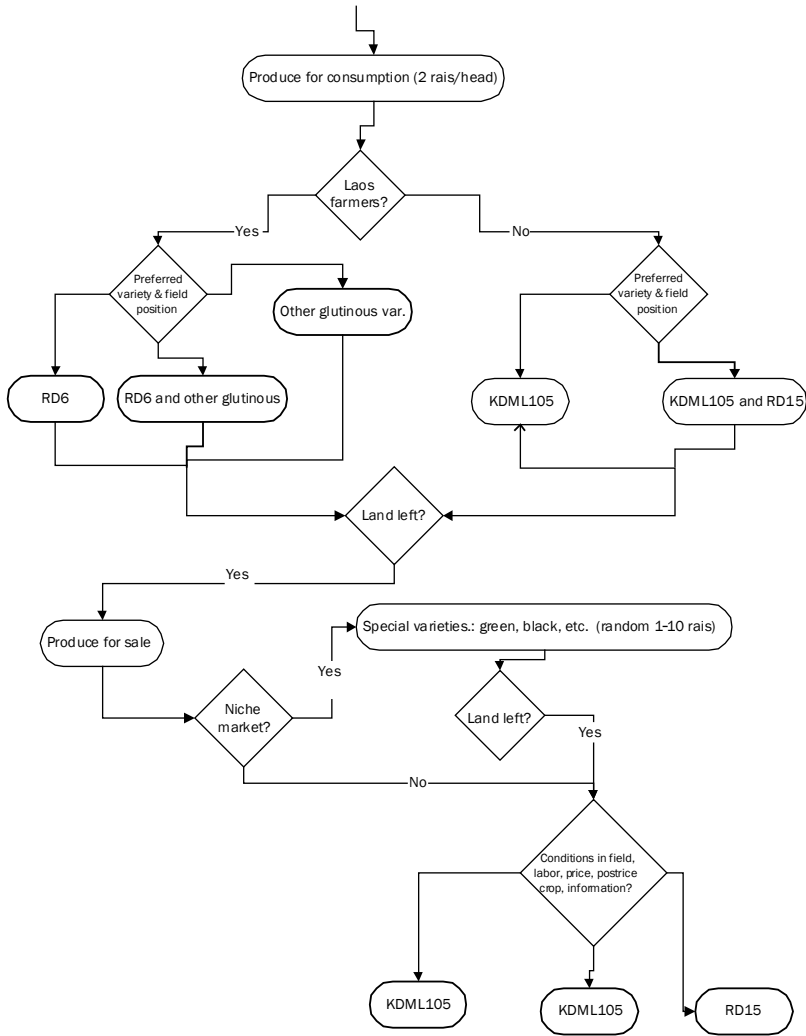 Produce for consumption (2 rais/head)
Laos
farmers?
Yes
No
Preferred
variety & field
position
Preferred
variety & field
position
Other glutinous var.
RD6
RD6 and other glutinous
KDML105
KDML105 and RD15
Land left?
Yes
Produce for sale
Special varieties.: green, black, etc. (random 1–10 rais)
Yes
Niche
market?
Land left?
Yes
No
Conditions in field,
labor, price, postrice
crop, information?
KDML105
KDML105
RD15